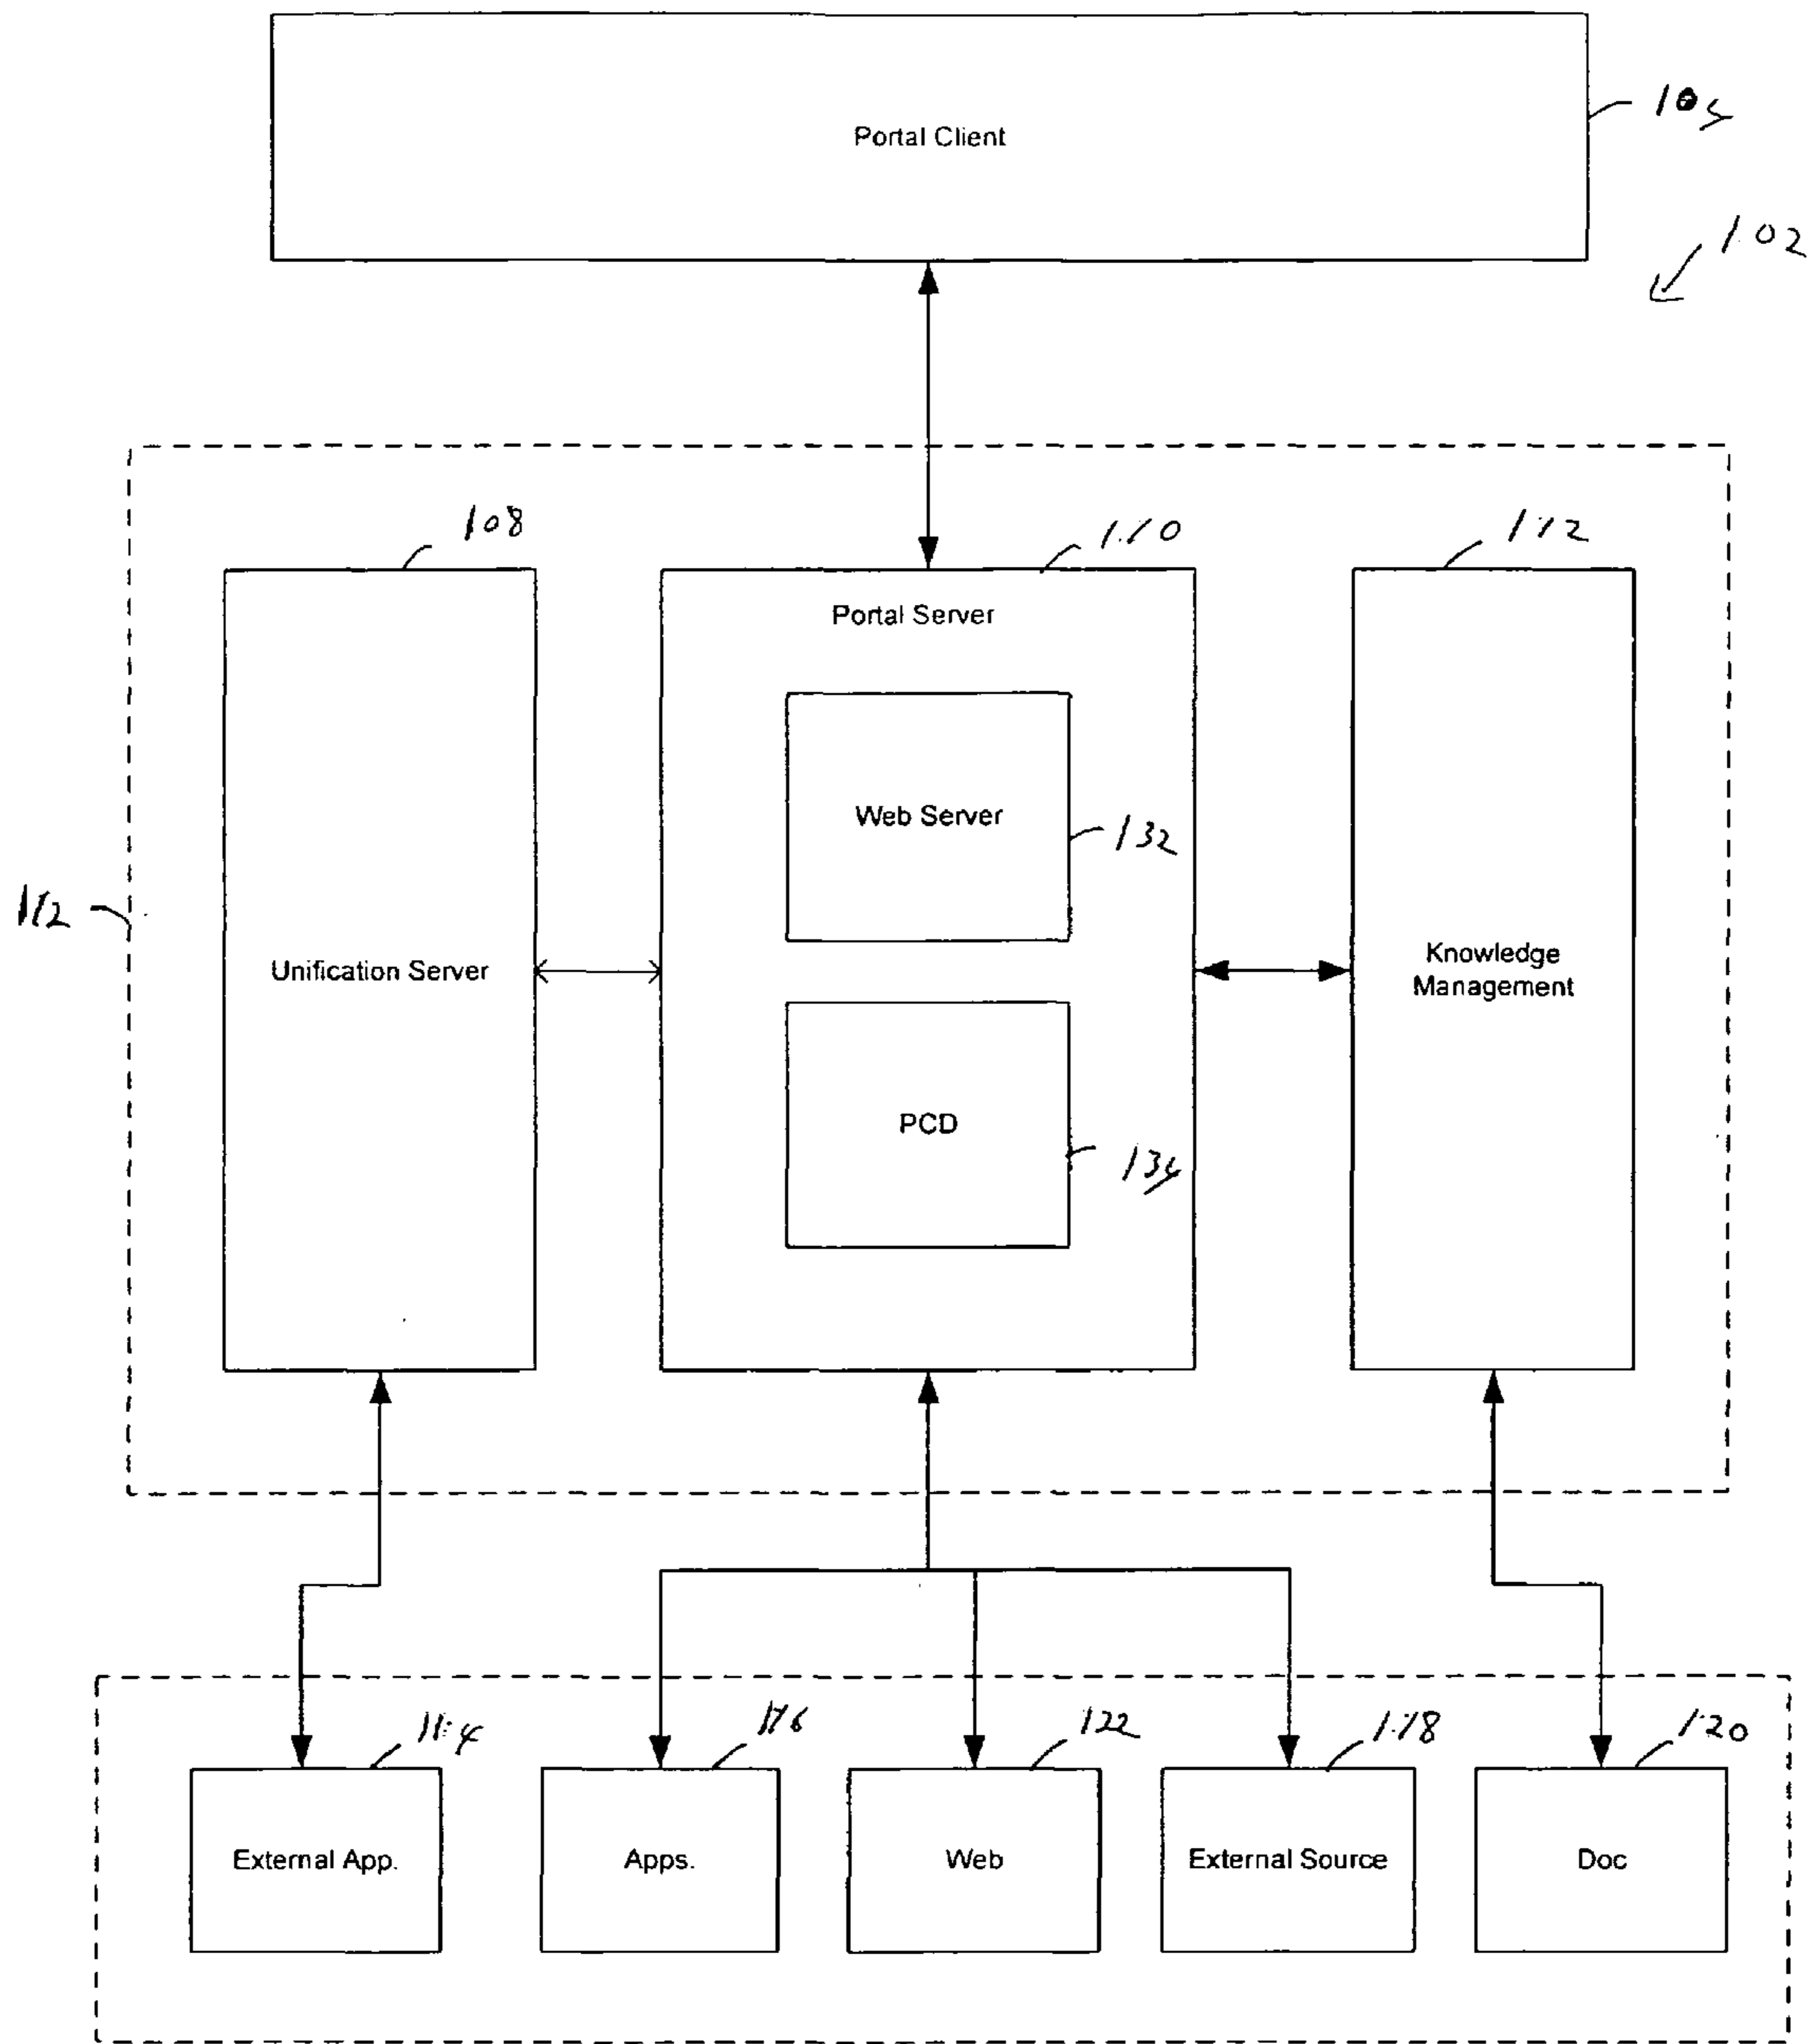 Portal Client
102
108
110
112
Portal Server
Web Server
132
112
Unification Server
Knowledge
Management
PCD
134
114
116
122
118
120
External App.
Apps.
Web
External Source
Doc